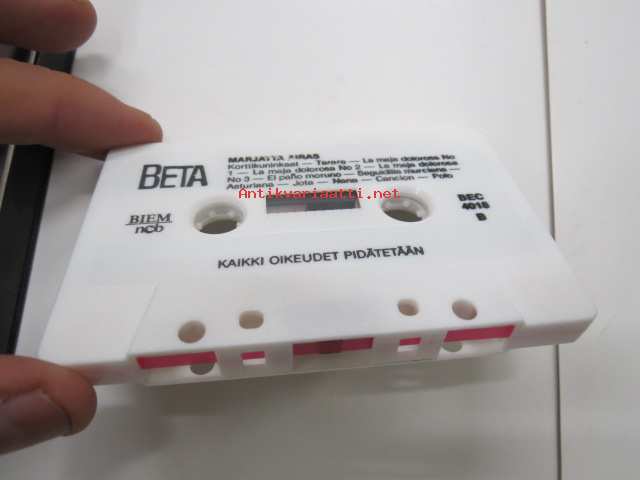 MARJATTA AIRAS
Korttikuninkaat — Tarara — La maja dolorosa No
1 — La maja dolorosa No 2 — La maja dolorosa
No 3 — El paño moruno — Seguidilla murciana —
Asturiana — Jota — Nana — Cancion — Polo
BETA
Antikvariaatti.net
BIEM
ncb
BEC
4018
B
KAIKKI OIKEUDET PIDÄTETÄÄN